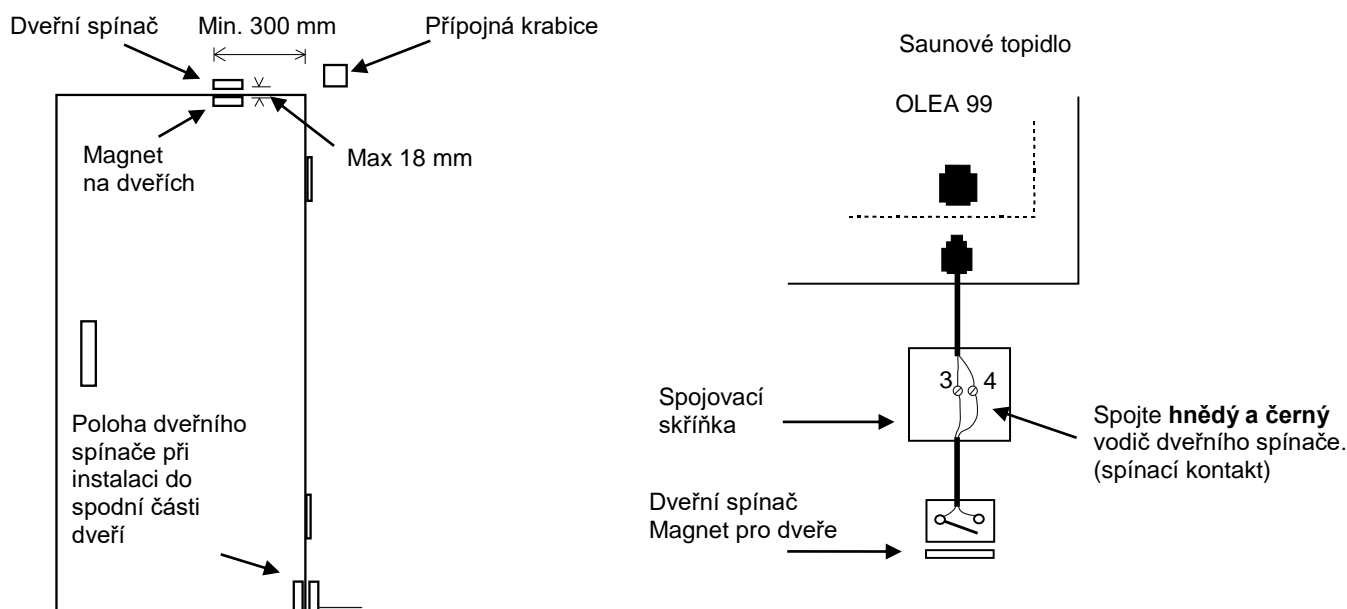 Dveřní spínač
Min. 300 mm
Přípojná krabice
Magnet
na dveřích
Max 18 mm
Poloha dveřního
spínače při
instalaci do
spodní části
dveří
Saunové topidlo
OLEA 99
3 4
Spojovací
skříňka
Spojte hnědý a černý
vodič dveřního spínače.
(spínací kontakt)
Dveřní spínač
Magnet pro dveře